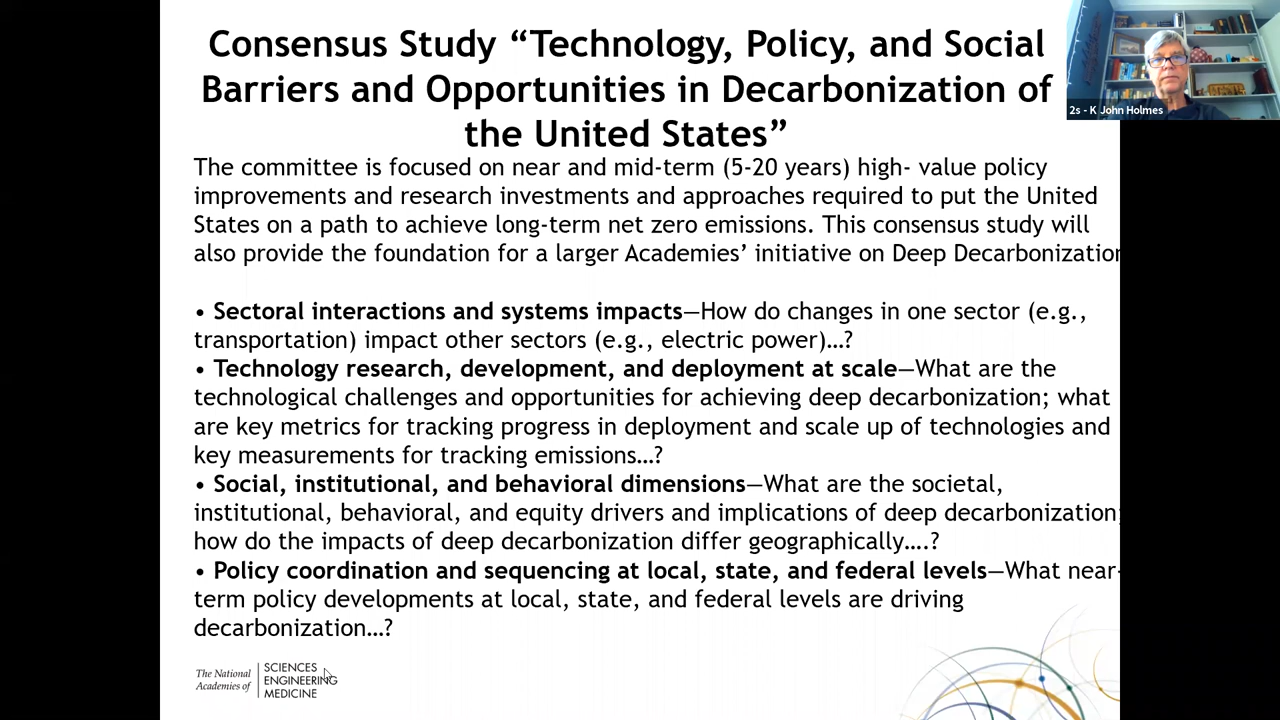 Consensus Study “Technology, Policy, and Social
Barriers and Opportunities in Decarbonization of
the United States”
The committee is focused on near and mid-term (5-20 years) high- value policy
improvements and research investments and approaches required to put the United
States on a path to achieve long-term net zero emissions. This consensus study will
also provide the foundation for a larger Academies’ initiative on Deep Decarbonization
• Sectoral interactions and systems impacts—How do changes in one sector (e.g.,
transportation) impact other sectors (e.g., electric power)…?
• Technology research, development, and deployment at scale—What are the
technological challenges and opportunities for achieving deep decarbonization; what
are key metrics for tracking progress in deployment and scale up of technologies and
key measurements for tracking emissions…?
• Social, institutional, and behavioral dimensions—What are the societal,
institutional, behavioral, and equity drivers and implications of deep decarbonization;
how do the impacts of deep decarbonization differ geographically….?
• Policy coordination and sequencing at local, state, and federal levels—What near-
term policy developments at local, state, and federal levels are driving
decarbonization…?
The National
Academies of
SCIENCES
ENGINEERING
MEDICINE
2s - K John Holmes